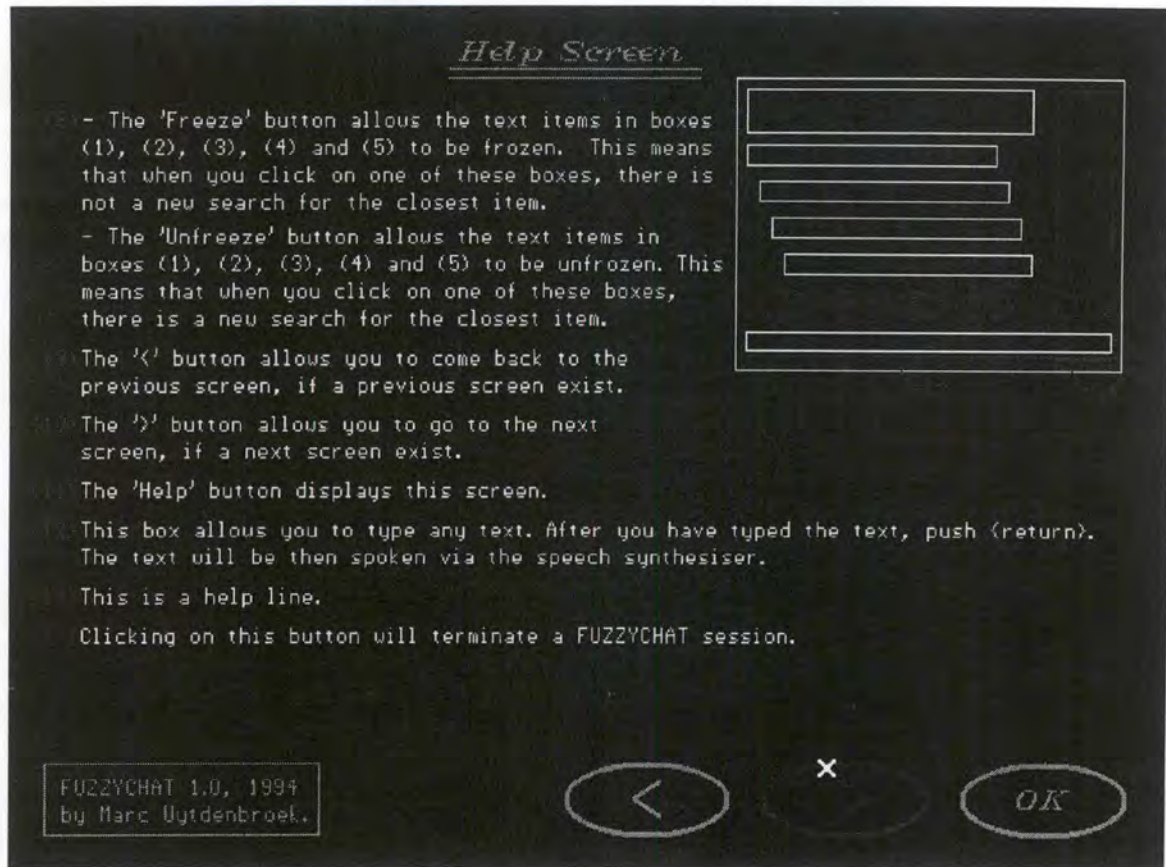 Help Screen
- The 'Freeze' button allows the text items in boxes
(1), (2), (3), (4) and (5) to be frozen. This means
that when you click on one of these boxes, there is
not a new search for the closest item.
- The 'Unfreeze' button allows the text items in
boxes (1), (2), (3), (4) and (5) to be unfrozen. This
means that when you click on one of these boxes,
there is a new search for the closest item.
The '<' button allows you to come back to the
previous screen, if a previous screen exist.
The '>' button allows you to go to the next
screen, if a next screen exist.
The 'Help' button displays this screen.
This box allows you to type any text. After you have typed the text, push <return>.
The text will be then spoken via the speech synthesiser.
This is a help line.
Clicking on this button will terminate a FUZZYCHAT session.
FUZZYCHAT 1.0, 1994
by Marc Uytdenbroek.
< OK